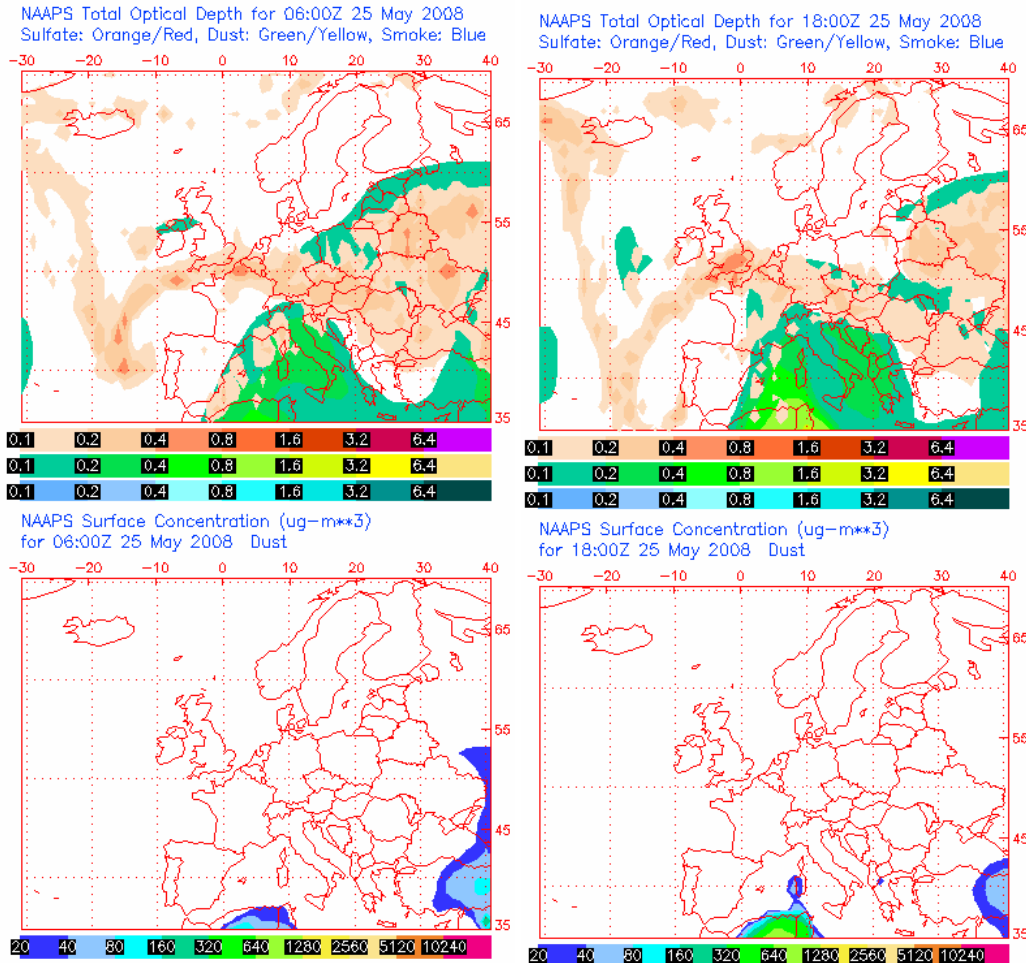 NAAPS Total Optical Depth for 06:00Z 25 May 2008
Sulfate: Orange/Red, Dust: Green/Yellow, Smoke: Blue
-30 -20 -10 0 10 20 30 40
65
55
45
35
0.1 0.2 0.4 0.8 1.6 3.2 6.4
0.1 0.2 0.4 0.8 1.6 3.2 6.4
0.1 0.2 0.4 0.8 1.6 3.2 6.4
NAAPS Total Optical Depth for 18:00Z 25 May 2008
Sulfate: Orange/Red, Dust: Green/Yellow, Smoke: Blue
-30 -20 -10 0 10 20 30 40
65
55
45
35
0.1 0.2 0.4 0.8 1.6 3.2 6.4
0.1 0.2 0.4 0.8 1.6 3.2 6.4
0.1 0.2 0.4 0.8 1.6 3.2 6.4
NAAPS Surface Concentration (ug-m**3)
for 06:00Z 25 May 2008 Dust
-30 -20 -10 0 10 20 30 40
65
55
45
35
20 40 80 160 320 640 1280 2560 5120 10240
NAAPS Surface Concentration (ug-m**3)
for 18:00Z 25 May 2008 Dust
-30 -20 -10 0 10 20 30 40
65
55
45
35
20 40 80 160 320 640 1280 2560 5120 10240